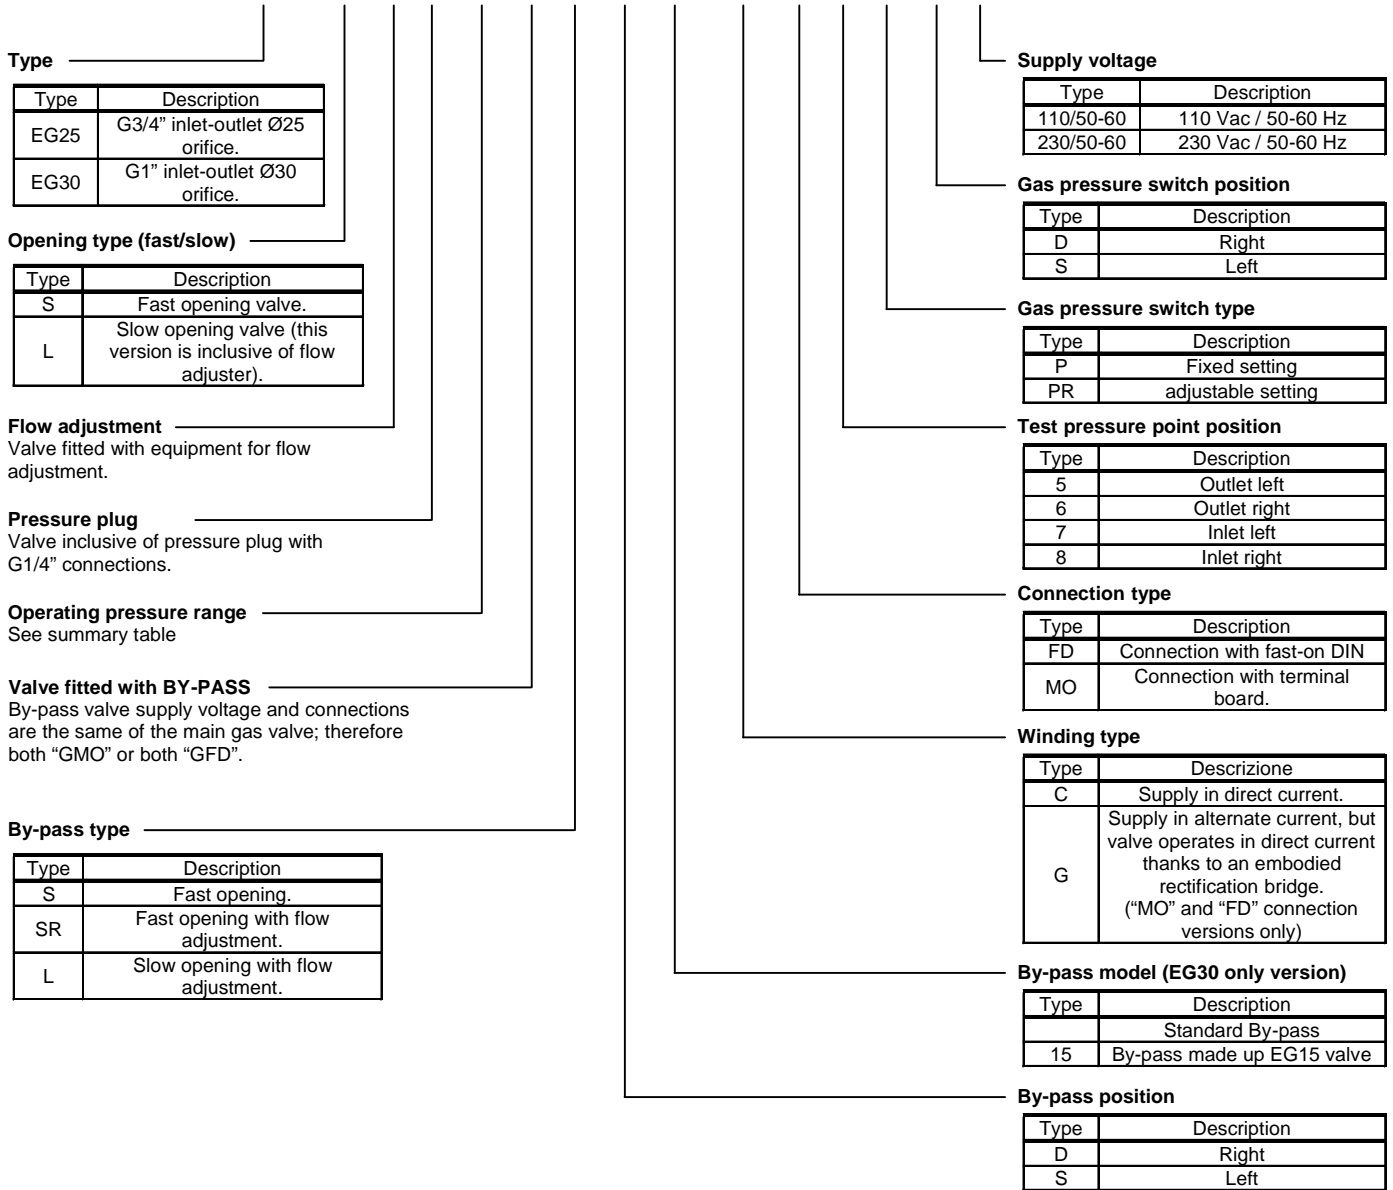 Type
Type Description
EG25 G3/4” inlet-outlet Ø25
orifice.
EG30 G1” inlet-outlet Ø30
orifice.
Opening type (fast/slow)
Type Description
S Fast opening valve.
L Slow opening valve (this
version is inclusive of flow
adjuster).
Flow adjustment
Valve fitted with equipment for flow
adjustment.
Pressure plug
Valve inclusive of pressure plug with
G1/4” connections.
Operating pressure range
See summary table
Valve fitted with BY-PASS
By-pass valve supply voltage and connections
are the same of the main gas valve; therefore
both “GMO” or both “GFD”.
By-pass type
Type Description
S Fast opening.
SR Fast opening with flow
adjustment.
L Slow opening with flow
adjustment.
Supply voltage
Type Description
110/50-60 110 Vac / 50-60 Hz
230/50-60 230 Vac / 50-60 Hz
Gas pressure switch position
Type Description
D Right
S Left
Gas pressure switch type
Type Description
P Fixed setting
PR adjustable setting
Test pressure point position
Type Description
5 Outlet left
6 Outlet right
7 Inlet left
8 Inlet right
Connection type
Type Description
FD Connection with fast-on DIN
MO Connection with terminal
board.
Winding type
Type Descrizione
C Supply in direct current.
G Supply in alternate current, but
valve operates in direct current
thanks to an embodied
rectification bridge.
(“MO” and “FD” connection
versions only)
By-pass model (EG30 only version)
Type Description
Standard By-pass
15 By-pass made up EG15 valve
By-pass position
Type Description
D Right
S Left